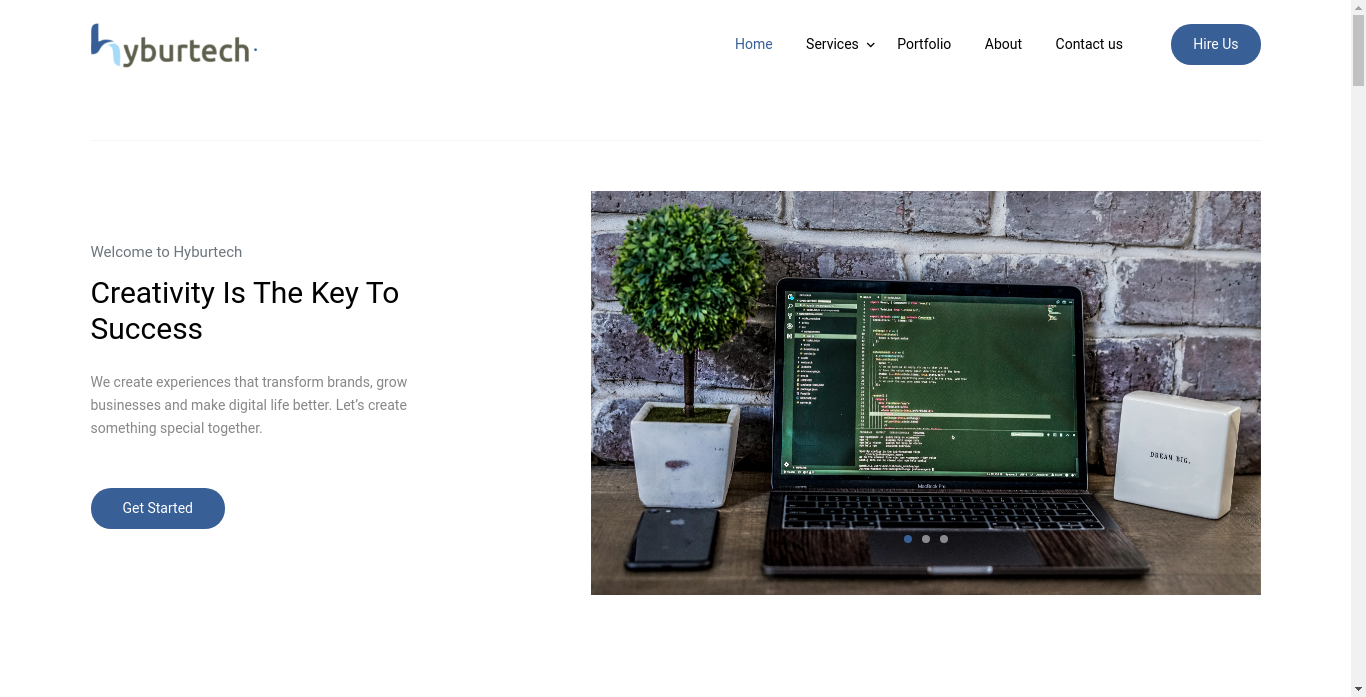 hyburtech
Home
Services
Portfolio
About
Contact us
Hire Us
Welcome to Hyburtech
Creativity Is The Key To
Success
We create experiences that transform brands, grow
businesses and make digital life better. Let’s create
something special together.
Get Started
DREAM BIG.
MacBook Pro